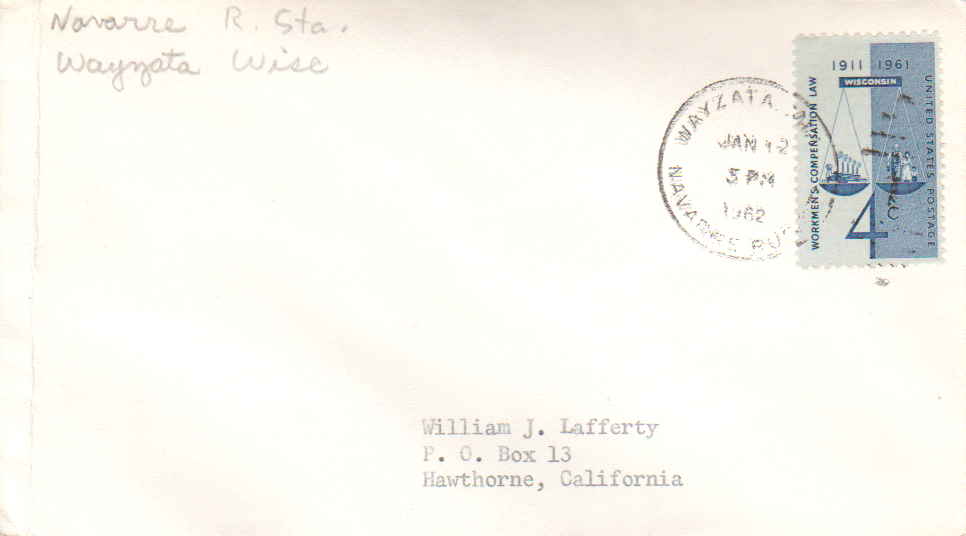 Navarre R. Sta.
Wayzata Wisc
WAYZATA,
JAN 12
5 PM
1962
NAVARRE
1911 1961
WISCONSIN
WORKMEN'S COMPENSATION LAW
UNITED STATES POSTAGE
4c
William J. Lafferty
P. O. Box 13
Hawthorne, California